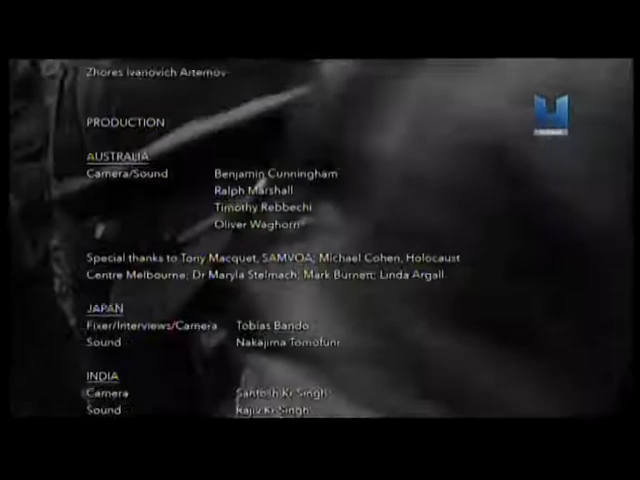 Zhores Ivanovich Artemov
PRODUCTION
AUSTRALIA
Camera/Sound Benjamin Cunningham
Ralph Marshall
Timothy Rebbechi
Oliver Waghorn
Special thanks to Tony Macquet, SAMVOA; Michael Cohen, Holocaust
Centre Melbourne; Dr Maryla Stelmach; Mark Burnett; Linda Argall.
JAPAN
Fixer/Interviews/Camera Tobias Bando
Sound Nakajima Tomofuni
INDIA
Camera Santosh Kr Singh
Sound Rajiv Kr Singh